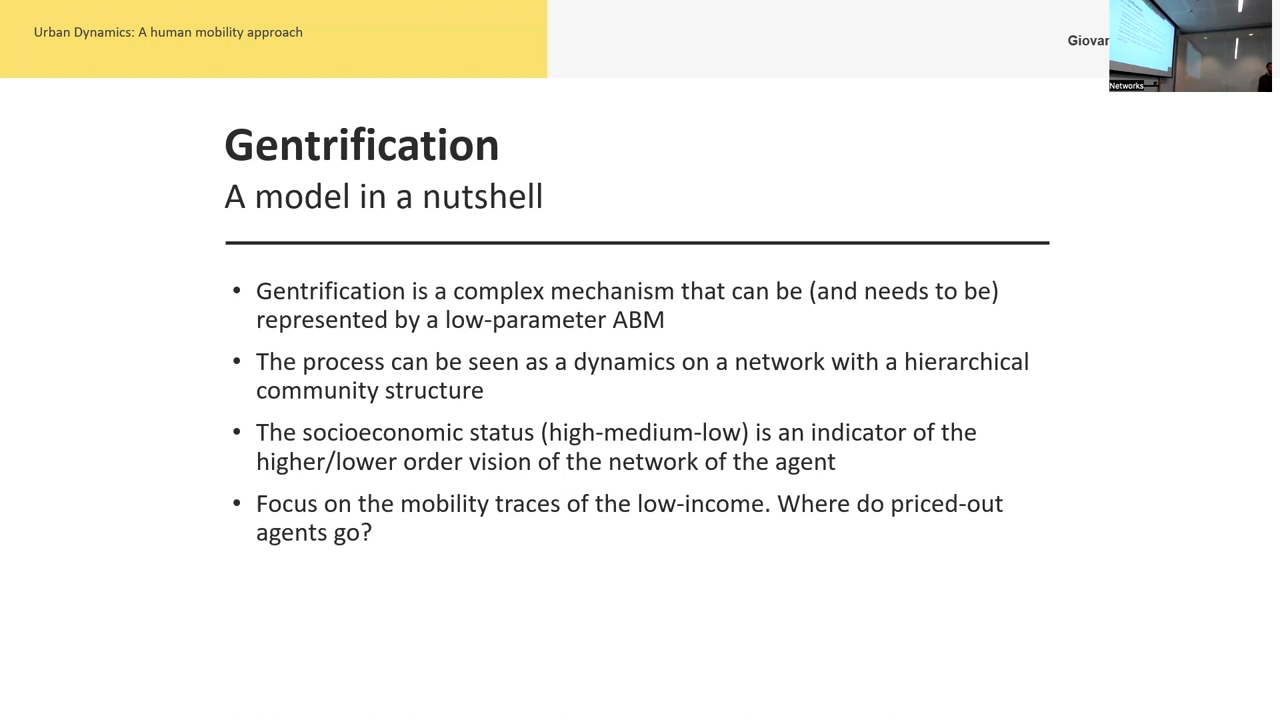 Urban Dynamics: A human mobility approach
Networks
Gentrification
A model in a nutshell
• Gentrification is a complex mechanism that can be (and needs to be)
represented by a low-parameter ABM
• The process can be seen as a dynamics on a network with a hierarchical
community structure
• The socioeconomic status (high-medium-low) is an indicator of the
higher/lower order vision of the network of the agent
• Focus on the mobility traces of the low-income. Where do priced-out
agents go?